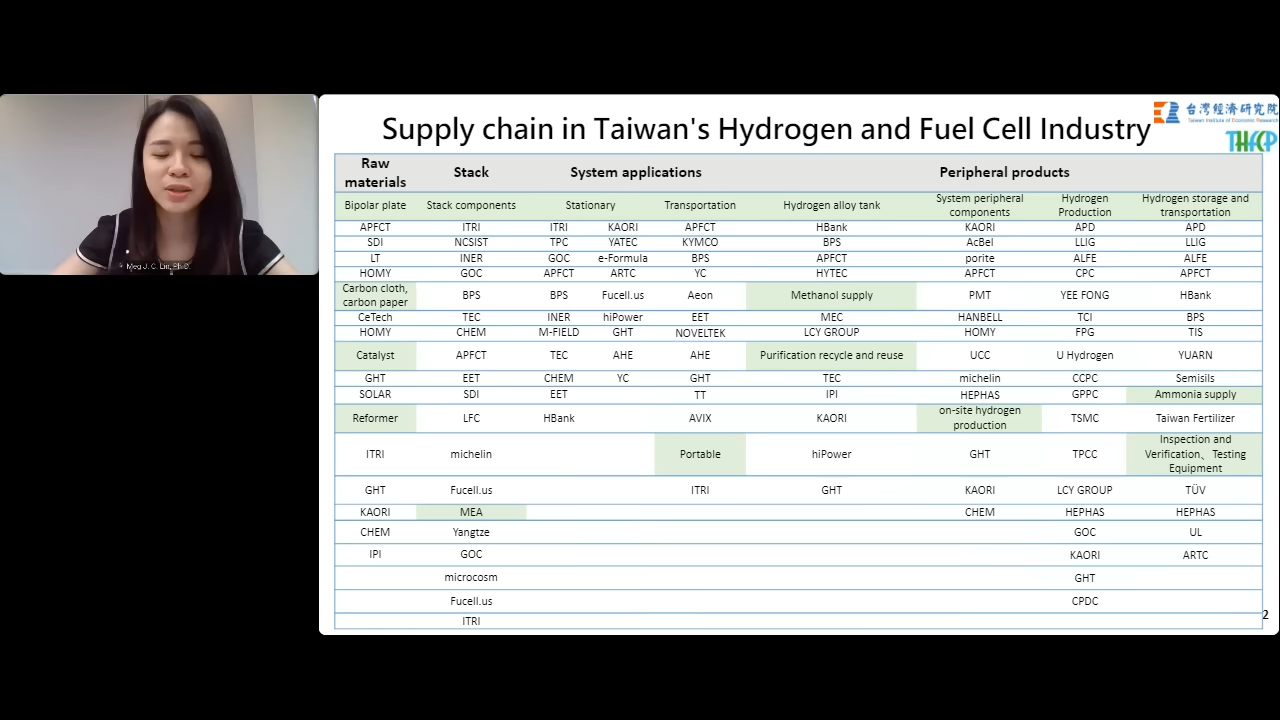 Meg J. C. Lin, Ph.D.
Supply chain in Taiwan's Hydrogen and Fuel Cell Industry
台灣經濟研究院
Taiwan Institute of Economic Research
THFCP
Raw materials Stack System applications Peripheral products
Bipolar plate Stack components Stationary Transportation Hydrogen alloy tank System peripheral components Hydrogen Production Hydrogen storage and transportation
APFCT ITRI ITRI KAORI APFCT HBank KAORI APD APD
SDI NCSIST TPC YATEC KYMCO BPS AcBel LLIG LLIG
LT INER GOC e-Formula BPS APFCT porite ALFE ALFE
HOMY GOC APFCT ARTC YC HYTEC APFCT CPC APFCT
Carbon cloth, carbon paper BPS BPS Fucell.us Aeon Methanol supply PMT YEE FONG HBank
CeTech TEC INER hiPower EET MEC HANBELL TCI BPS
HOMY CHEM M-FIELD GHT NOVELTEK LCY GROUP HOMY FPG TIS
Catalyst APFCT TEC AHE AHE Purification recycle and reuse UCC U Hydrogen YUARN
GHT EET CHEM YC GHT TEC michelin CCPC Semisils
SOLAR SDI EET TT IPI HEPHAS GPPC Ammonia supply
Reformer LFC HBank AVIX KAORI on-site hydrogen production TSMC Taiwan Fertilizer
ITRI michelin Portable hiPower GHT TPCC Inspection and Verification、Testing Equipment
GHT Fucell.us ITRI GHT KAORI LCY GROUP TÜV
KAORI MEA CHEM HEPHAS HEPHAS
CHEM Yangtze GOC UL
IPI GOC KAORI ARTC
microcosm GHT
Fucell.us CPDC
ITRI
2